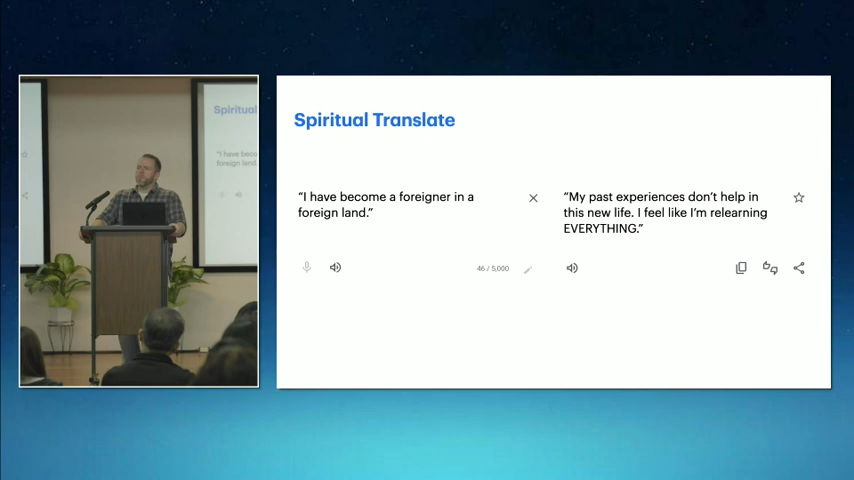 Spiritual
"I have beco
foreign land.
Spiritual Translate
“I have become a foreigner in a
foreign land.”
46 / 5,000
“My past experiences don’t help in
this new life. I feel like I’m relearning
EVERYTHING.”